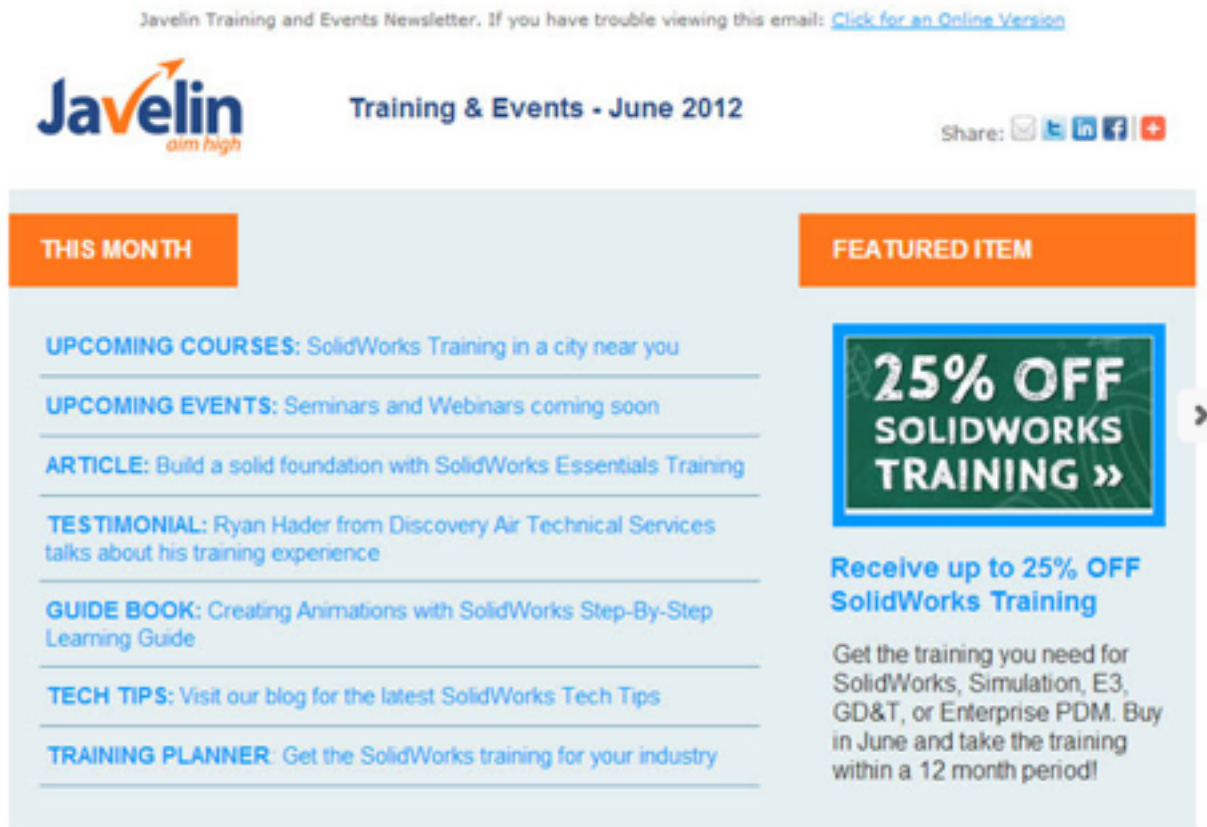 Javelin Training and Events Newsletter. If you have trouble viewing this email: Click for an Online Version
Javelin
aim high
Training & Events - June 2012
Share:
THIS MONTH
UPCOMING COURSES: SolidWorks Training in a city near you
UPCOMING EVENTS: Seminars and Webinars coming soon
ARTICLE: Build a solid foundation with SolidWorks Essentials Training
TESTIMONIAL: Ryan Hader from Discovery Air Technical Services
talks about his training experience
GUIDE BOOK: Creating Animations with SolidWorks Step-By-Step
Learning Guide
TECH TIPS: Visit our blog for the latest SolidWorks Tech Tips
TRAINING PLANNER: Get the SolidWorks training for your industry
FEATURED ITEM
25% OFF
SOLIDWORKS
TRAINING »
Receive up to 25% OFF
SolidWorks Training
Get the training you need for
SolidWorks, Simulation, E3,
GD&T, or Enterprise PDM. Buy
in June and take the training
within a 12 month period!